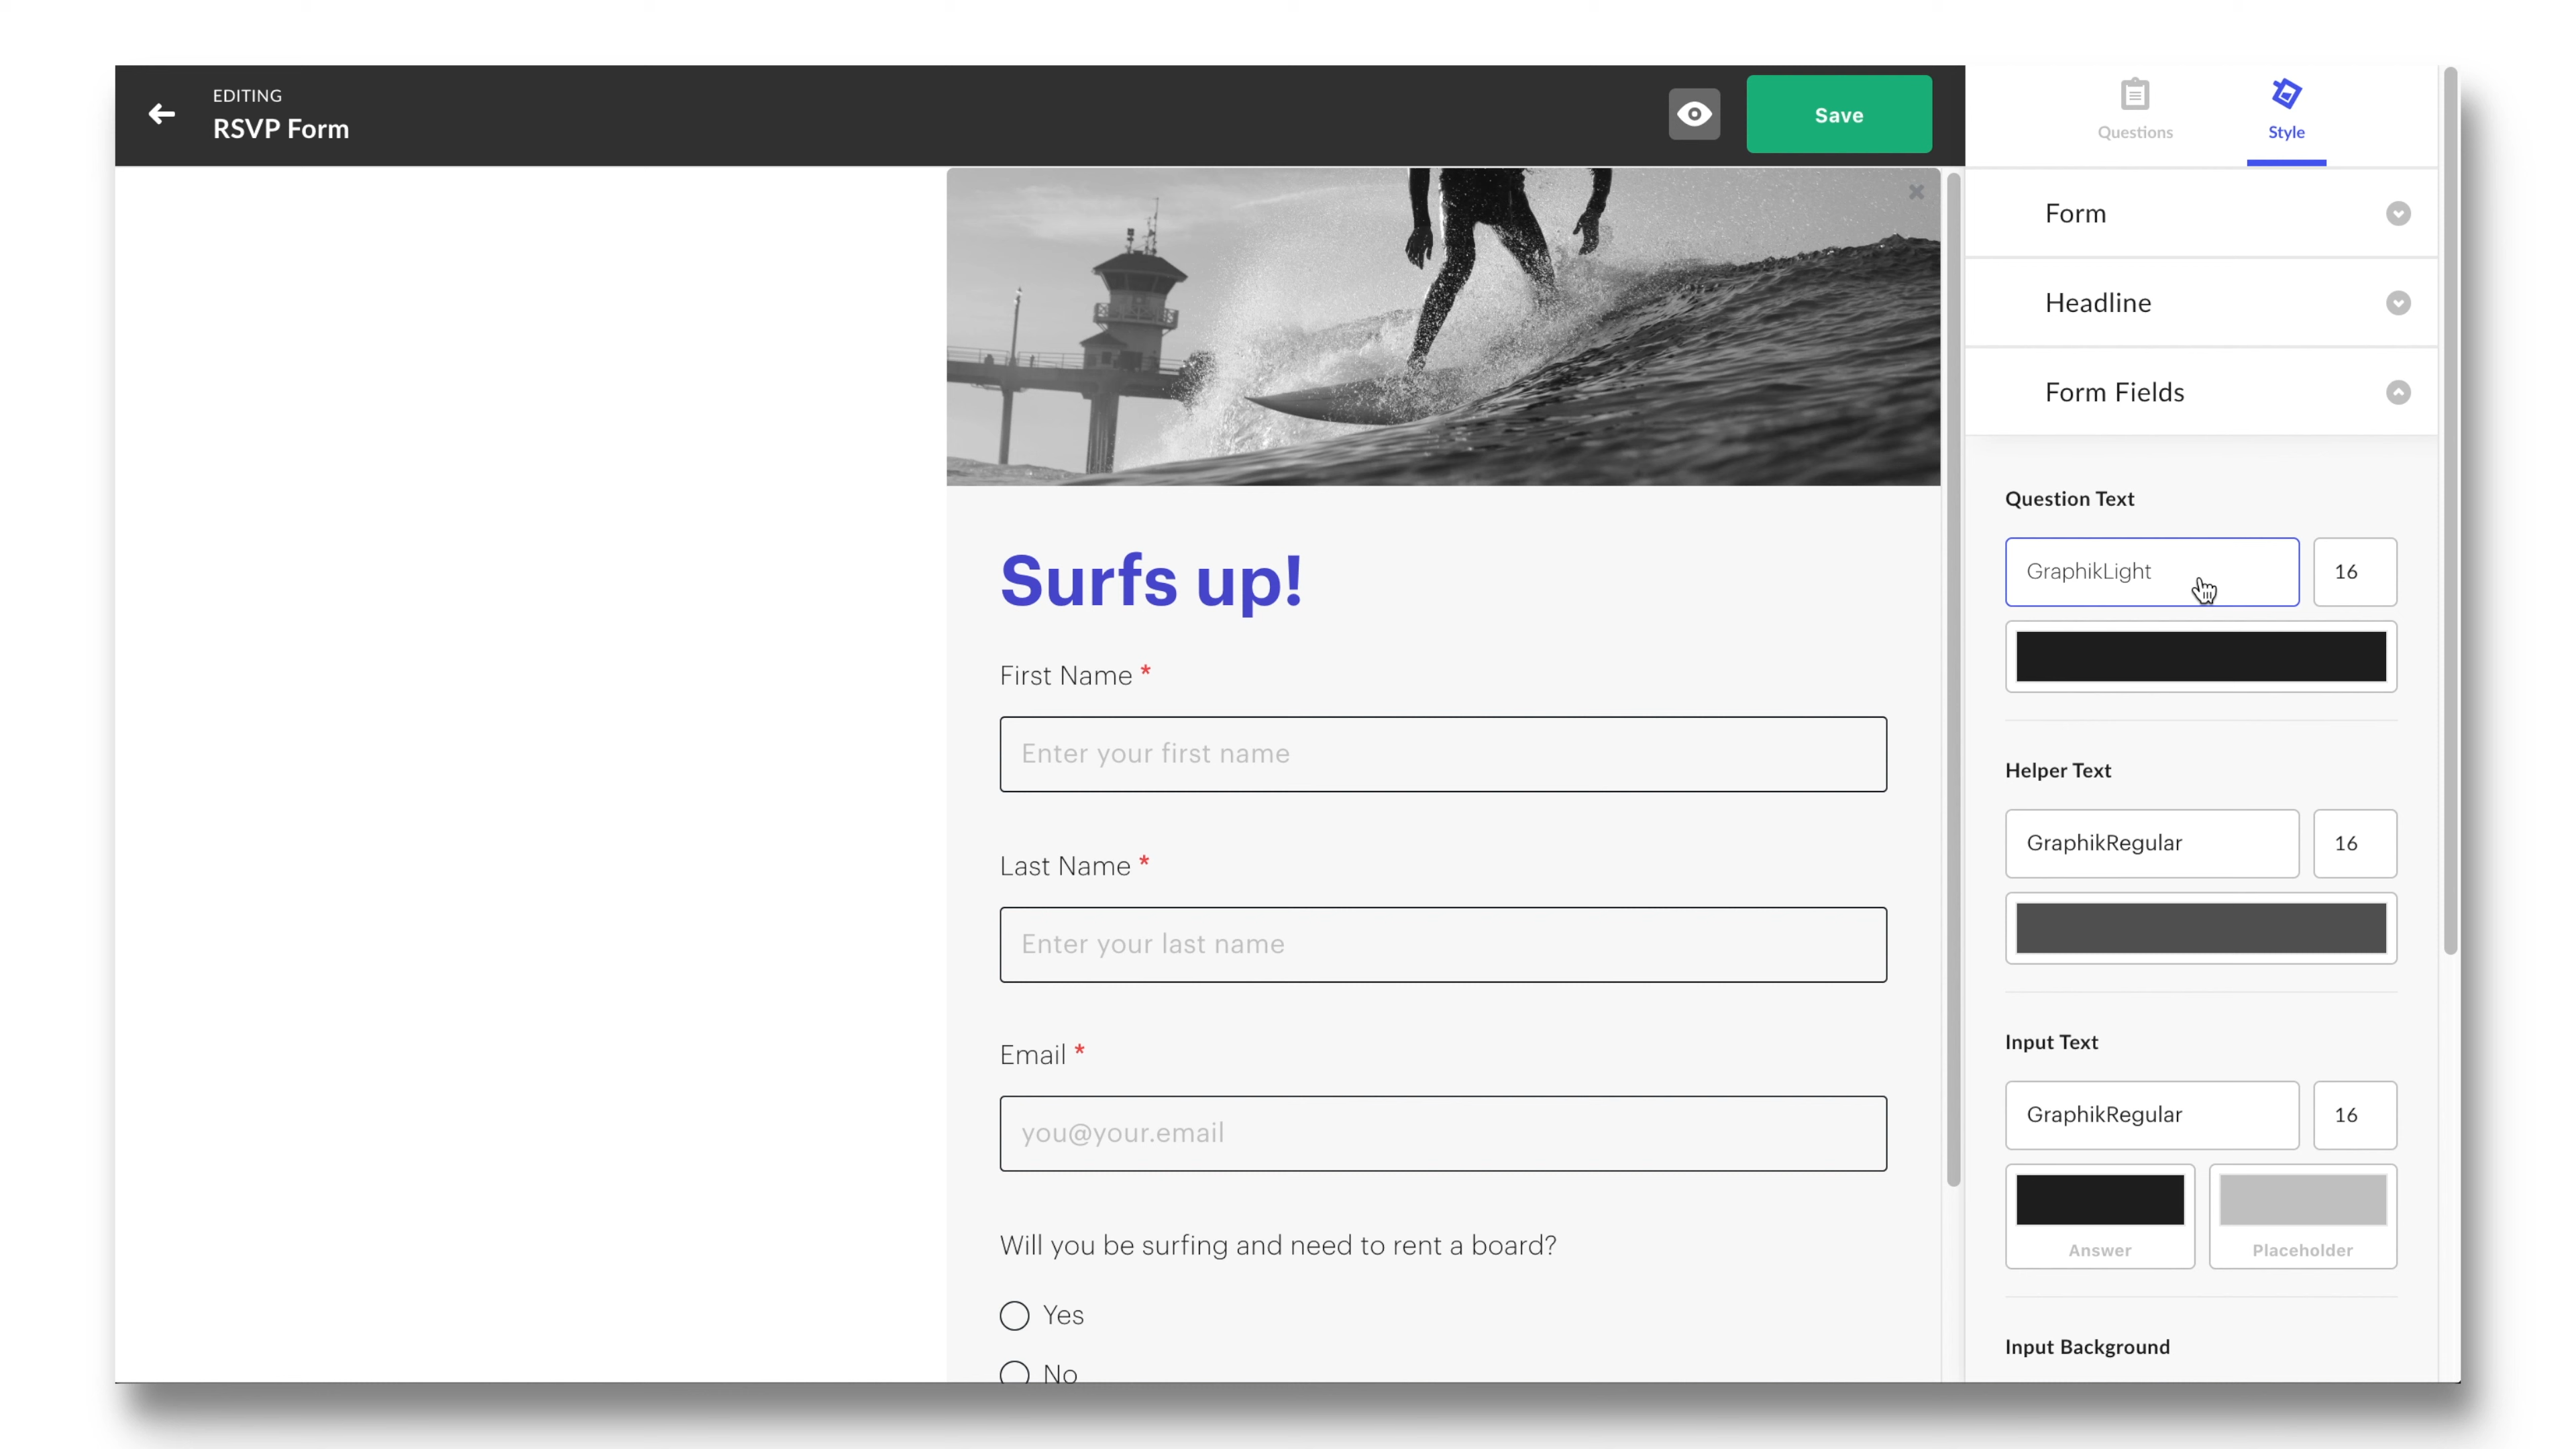 EDITING
RSVP Form
Save
Questions
Style
Form
Headline
Form Fields
Surfs up!
First Name *
Enter your first name
Last Name *
Enter your last name
Email *
you@your.email
Will you be surfing and need to rent a board?
Yes
No
Question Text
GraphikLight
16
Helper Text
GraphikRegular
16
Input Text
GraphikRegular
16
Answer
Placeholder
Input Background